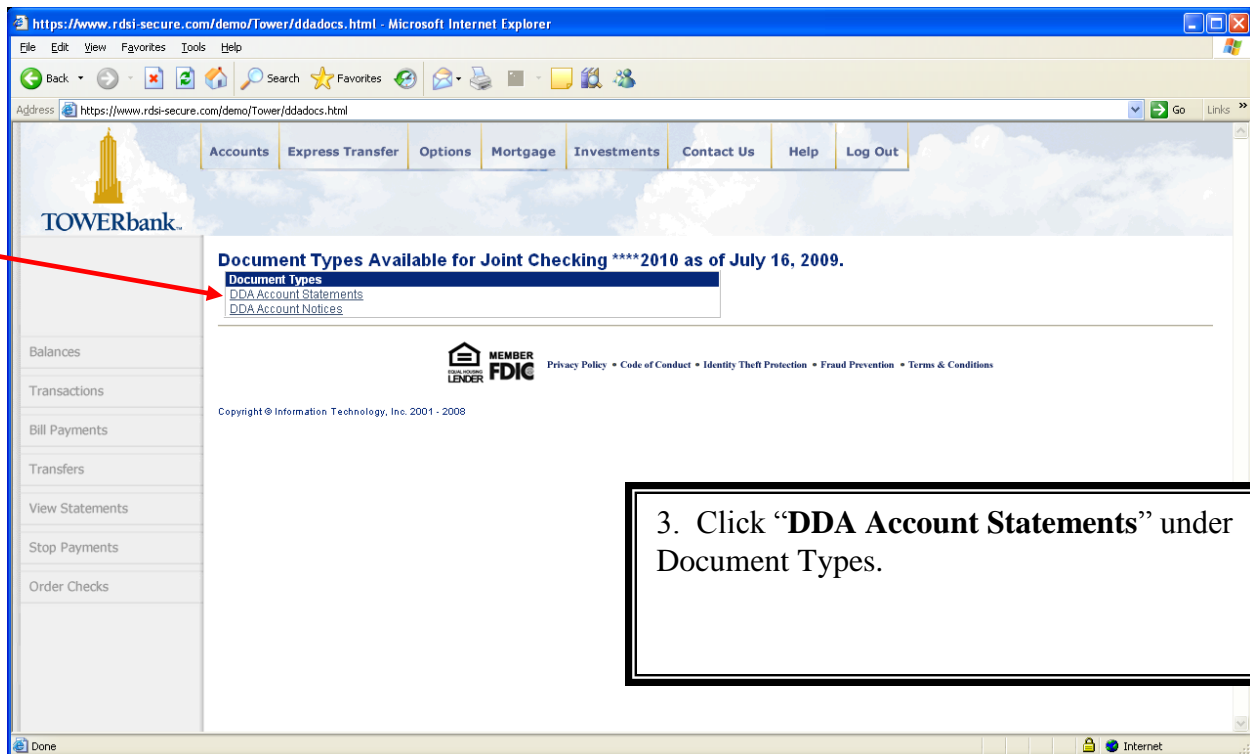 https://www.rdsi-secure.com/demo/Tower/ddadocs.html - Microsoft Internet Explorer
File Edit View Favorites Tools Help
Back Search Favorites
Address https://www.rdsi-secure.com/demo/Tower/ddadocs.html Go Links »
Accounts Express Transfer Options Mortgage Investments Contact Us Help Log Out
TOWERbank™
Document Types Available for Joint Checking ****2010 as of July 16, 2009.
Document Types
DDA Account Statements
DDA Account Notices
Balances
Transactions
Bill Payments
Transfers
View Statements
Stop Payments
Order Checks
EQUAL HOUSING LENDER
MEMBER FDIC
Privacy Policy • Code of Conduct • Identity Theft Protection • Fraud Prevention • Terms & Conditions
Copyright © Information Technology, Inc. 2001 - 2008
3. Click “DDA Account Statements” under
Document Types.
Done Internet